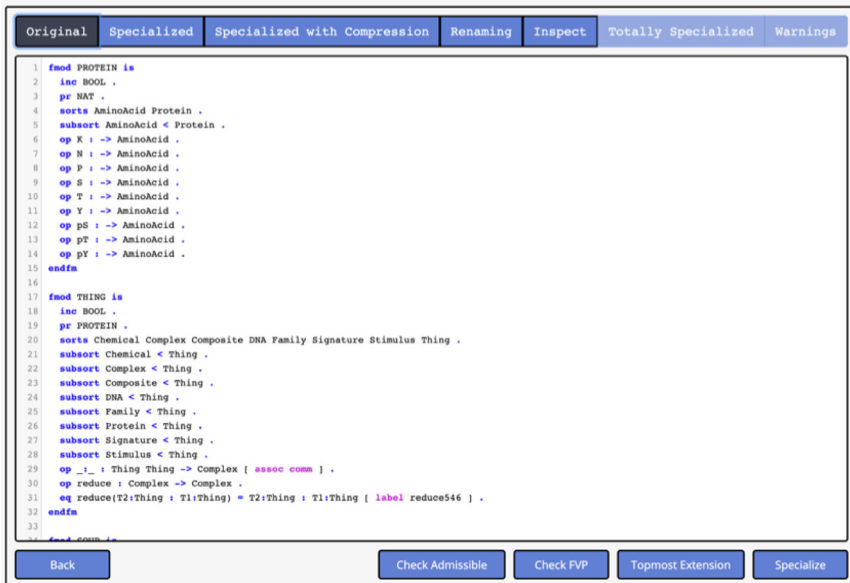 Original Specialized Specialized with Compression Renaming Inspect Totally Specialized Warnings
1 fmod PROTEIN is
2 inc BOOL .
3 pr NAT .
4 sorts AminoAcid Protein .
5 subsort AminoAcid < Protein .
6 op K : -> AminoAcid .
7 op N : -> AminoAcid .
8 op P : -> AminoAcid .
9 op S : -> AminoAcid .
10 op T : -> AminoAcid .
11 op Y : -> AminoAcid .
12 op pS : -> AminoAcid .
13 op pT : -> AminoAcid .
14 op pY : -> AminoAcid .
15 endfm
16
17 fmod THING is
18 inc BOOL .
19 pr PROTEIN .
20 sorts Chemical Complex Composite DNA Family Signature Stimulus Thing .
21 subsort Chemical < Thing .
22 subsort Complex < Thing .
23 subsort Composite < Thing .
24 subsort DNA < Thing .
25 subsort Family < Thing .
26 subsort Protein < Thing .
27 subsort Signature < Thing .
28 subsort Stimulus < Thing .
29 op _:_ : Thing Thing -> Complex [ assoc comm ] .
30 op reduce : Complex -> Complex .
31 eq reduce(T2:Thing : T1:Thing) = T2:Thing : T1:Thing [ label reduce546 ] .
32 endfm
33
34 fmod SOUP is
Back Check Admissible Check FVP Topmost Extension Specialize